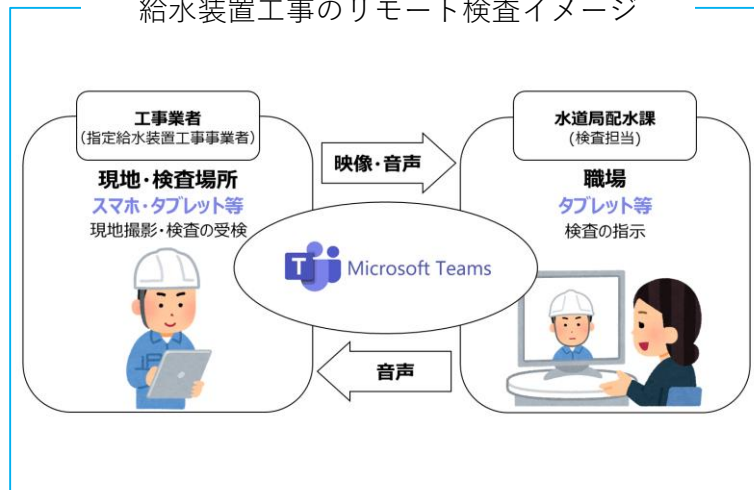 給水装置工事のリモート検査イメージ
工事業者
(指定給水装置工事事業者)
現地・検査場所
スマホ・タブレット等
現地撮影・検査の受検
映像・音声
水道局配水課
(検査担当)
職場
タブレット等
検査の指示
T
Microsoft Teams
音声